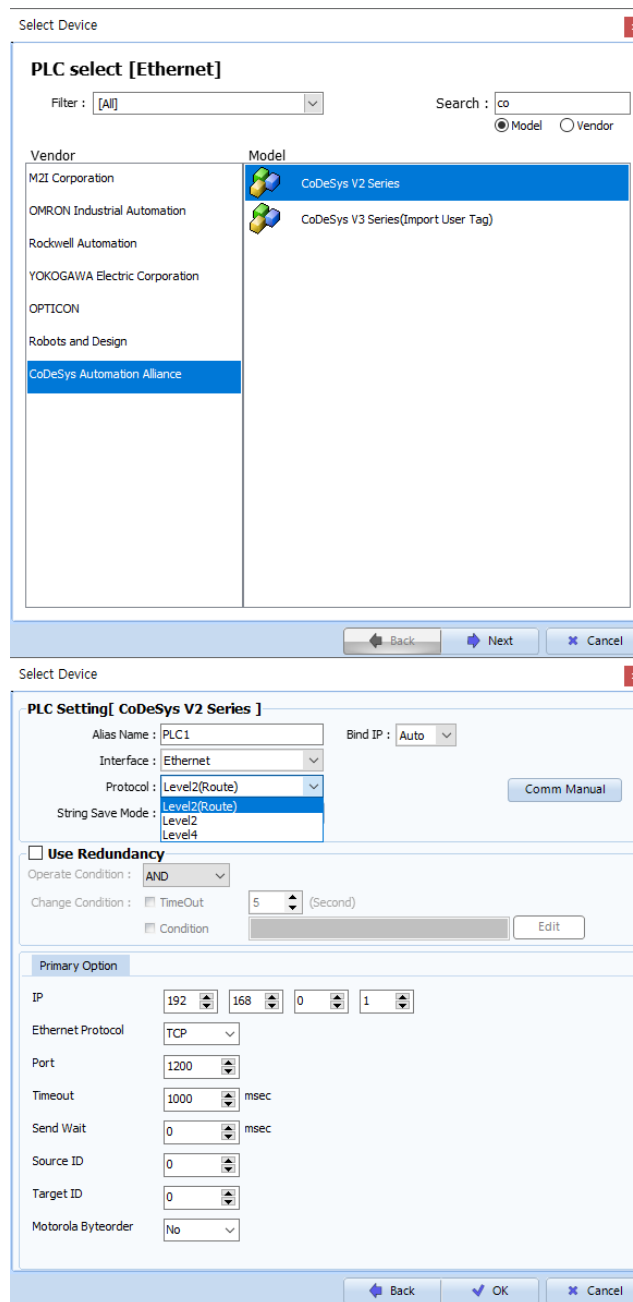 Select Device
PLC select [Ethernet]
Filter : [All]
Search : co
Model Vendor
Vendor
Model
M2I Corporation
OMRON Industrial Automation
Rockwell Automation
YOKOGAWA Electric Corporation
OPTICON
Robots and Design
CoDeSys Automation Alliance
CoDeSys V2 Series
CoDeSys V3 Series(Import User Tag)
Back Next Cancel
Select Device
PLC Setting[ CoDeSys V2 Series ]
Alias Name : PLC1 Bind IP : Auto
Interface : Ethernet
Protocol : Level2(Route) Comm Manual
String Save Mode : Level2(Route)
Level2
Level4
Use Redundancy
Operate Condition : AND
Change Condition : TimeOut 5 (Second)
Condition Edit
Primary Option
IP 192 168 0 1
Ethernet Protocol TCP
Port 1200
Timeout 1000 msec
Send Wait 0 msec
Source ID 0
Target ID 0
Motorola Byteorder No
Back OK Cancel